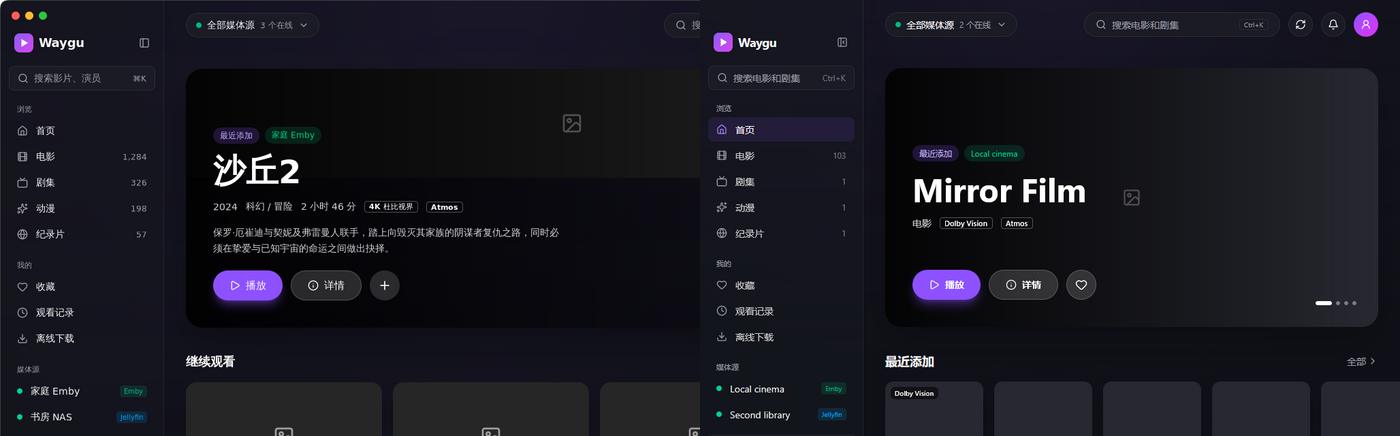 Waygu
搜索影片、演员 ⌘K
浏览
首页
电影 1,284
剧集 326
动漫 198
纪录片 57
我的
收藏
观看记录
离线下载
媒体源
家庭 Emby Emby
书房 NAS Jellyfin
全部媒体源 3 个在线
搜
最近添加 家庭 Emby
沙丘2
2024 科幻 / 冒险 2 小时 46 分 4K 杜比视界 Atmos
保罗·厄崔迪与契妮及弗雷曼人联手，踏上向毁灭其家族的阴谋者复仇之路，同时必
须在挚爱与已知宇宙的命运之间做出抉择。
播放 详情
继续观看
Waygu
搜索电影和剧集 Ctrl+K
浏览
首页
电影 103
剧集 1
动漫 1
纪录片 1
我的
收藏
观看记录
离线下载
媒体源
Local cinema Emby
Second library Jellyfin
全部媒体源 2 个在线
搜索电影和剧集 Ctrl+K
最近添加 Local cinema
Mirror Film
电影 Dolby Vision Atmos
播放 详情
最近添加 全部
Dolby Vision